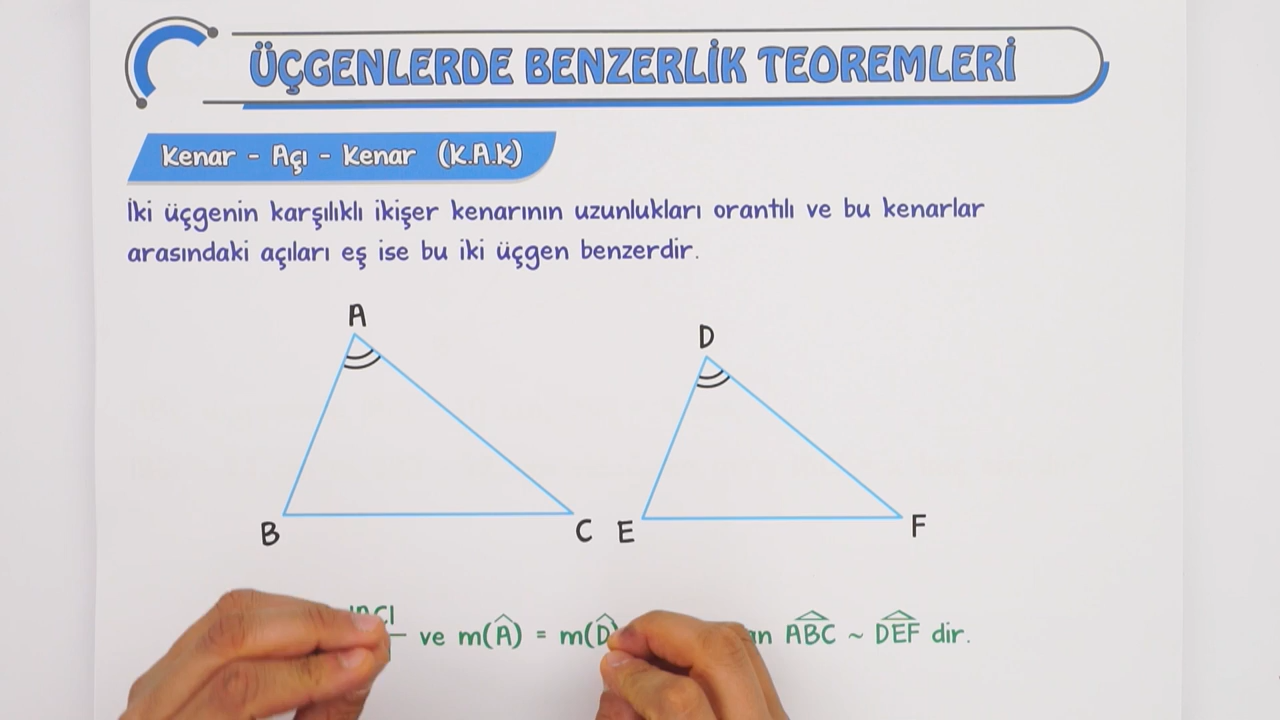 ÜÇGENLERDE BENZERLİK TEOREMLERİ
Kenar - Açı - Kenar (K.A.K)
İki üçgenin karşılıklı ikişer kenarının uzunlukları orantılı ve bu kenarlar
arasındaki açıları eş ise bu iki üçgen benzerdir.
A
D
B
C
E
F
ve m(Â) = m(D̂) ABC ~ DEF dir.